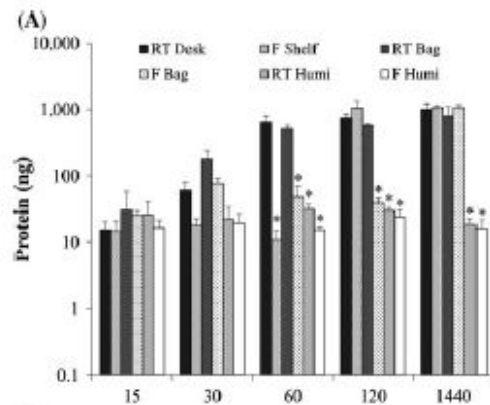 (A)
RT Desk F Shelf RT Bag
F Bag RT Humi F Humi
Protein (ng)
10.000
1.000
100
10
1
0.1
* * * * * * * * *
15 30 60 120 1440